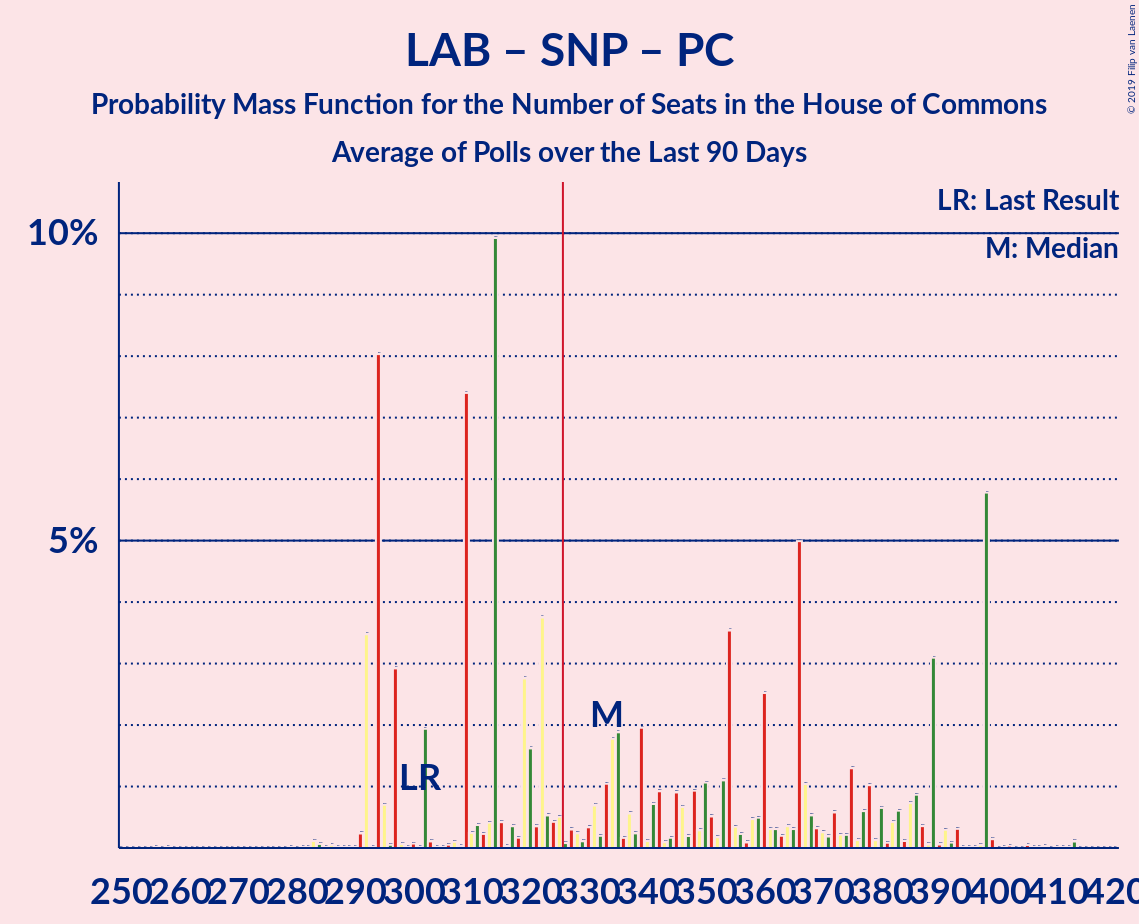 LAB – SNP – PC
Probability Mass Function for the Number of Seats in the House of Commons
Average of Polls over the Last 90 Days
© 2019 Filip van Laenen
LR: Last Result
M: Median
10%
5%
M
LR
250 260 270 280 290 300 310 320 330 340 350 360 370 380 390 400 410 420